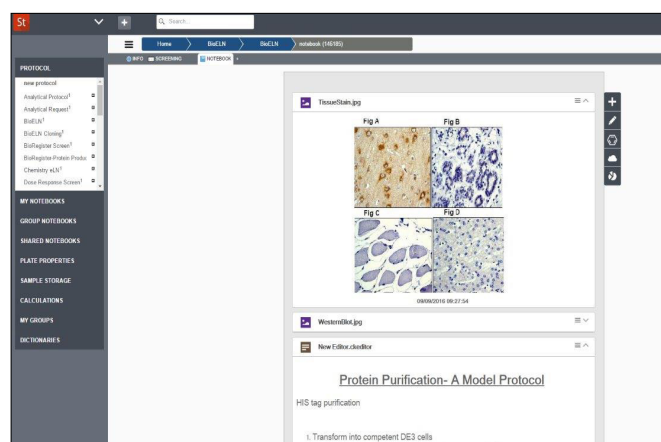 St
Search...
Home
BioELN
BioELN
notebook (146185)
INFO
SCREENING
NOTEBOOK
PROTOCOL
new protocol
Analytical Protocol¹
Analytical Request¹
BioELN¹
BioELN Cloning¹
BioRegister Screen¹
BioRegister-Protein Produc
Chemistry eLN¹
Dose Response Screen¹
MY NOTEBOOKS
GROUP NOTEBOOKS
SHARED NOTEBOOKS
PLATE PROPERTIES
SAMPLE STORAGE
CALCULATIONS
MY GROUPS
DICTIONARIES
TissueStain.jpg
Fig A
Fig B
Fig C
Fig D
09/09/2016 09:27:54
WesternBlot.jpg
New Editor.ckeditor
Protein Purification- A Model Protocol
HIS tag purification
1. Transform into competent DE3 cells